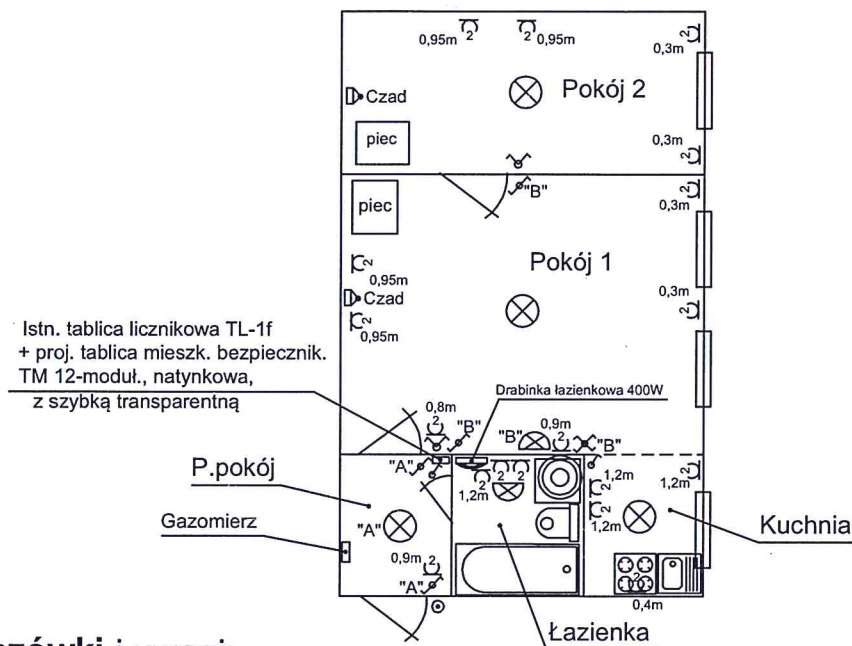 0,95m
2
2
0,95m
0,3m
2
Pokój 2
Czad
piec
0,3m
2
"B"
0,3m
2
piec
Pokój 1
2
0,95m
Czad
2
0,95m
0,3m
2
Istn. tablica licznikowa TL-1f
+ proj. tablica mieszk. bezpiecznik.
TM 12-moduł., natynkowa,
z szybką transparentną
Drabinka łazienkowa 400W
0,8m
2
"B"
"B"
0,9m
2
"B"
"A"
P.pokój
2
2
2
1,2m
1,2m
2
2
1,2m
2
1,2m
Gazomierz
"A"
Kuchnia
0,9m
2
"A"
2
0,4m
Łazienka